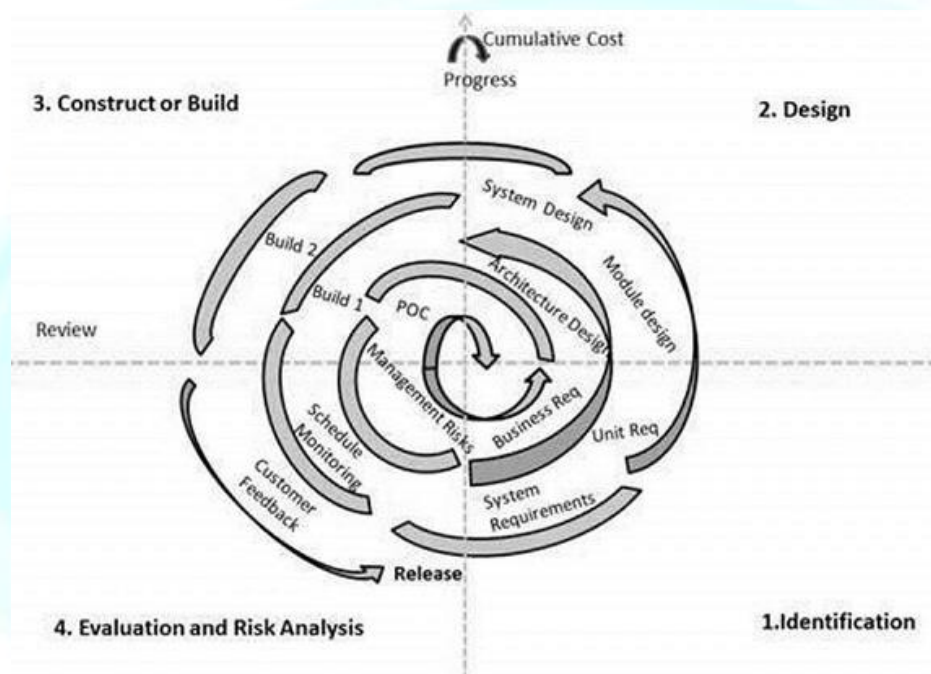 Cumulative Cost
Progress
3. Construct or Build
2. Design
System Design
Build 2
Module design
Architecture Design
Build 1
POC
Review
Management Risks
Business Req
Schedule
Monitoring
Unit Req
Customer
Feedback
System
Requirements
Release
4. Evaluation and Risk Analysis
1.Identification